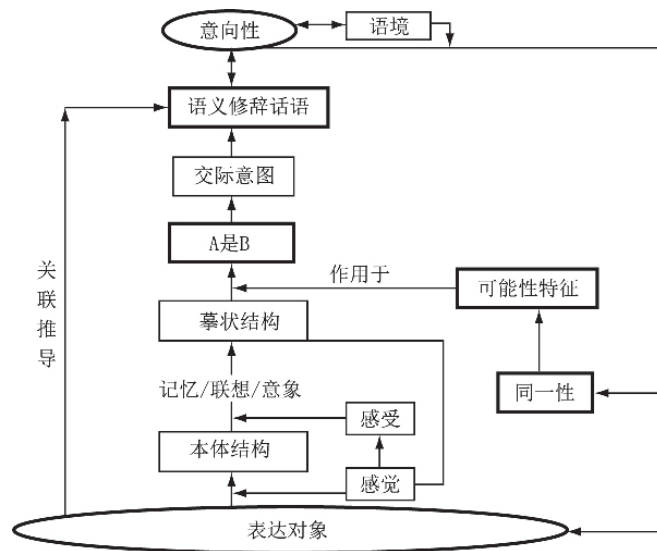 意向性
语境
语义修辞话语
交际意图
A是B
作用于
可能性特征
关联推导
摹状结构
同一性
记忆/联想/意象
感受
本体结构
感觉
表达对象